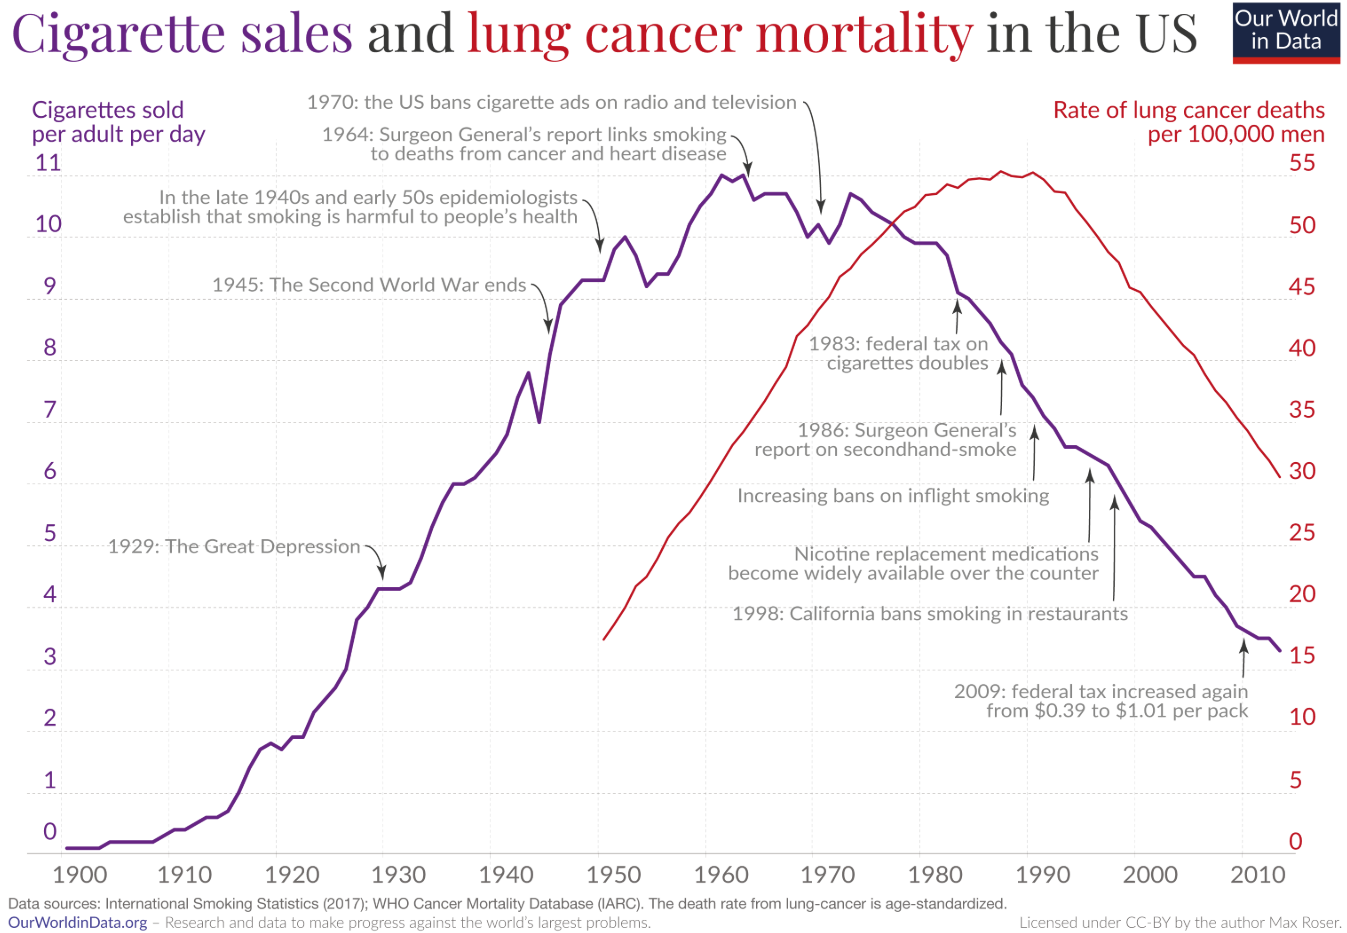 Cigarette sales and lung cancer mortality in the US
Our World
in Data
Cigarettes sold
per adult per day
Rate of lung cancer deaths
per 100,000 men
1970: the US bans cigarette ads on radio and television
1964: Surgeon General's report links smoking
to deaths from cancer and heart disease
In the late 1940s and early 50s epidemiologists
establish that smoking is harmful to people's health
1945: The Second World War ends
1983: federal tax on
cigarettes doubles
1986: Surgeon General's
report on secondhand-smoke
Increasing bans on inflight smoking
1929: The Great Depression
Nicotine replacement medications
become widely available over the counter
1998: California bans smoking in restaurants
2009: federal tax increased again
from $0.39 to $1.01 per pack
11
10
9
8
7
6
5
4
3
2
1
0
55
50
45
40
35
30
25
20
15
10
5
0
1900 1910 1920 1930 1940 1950 1960 1970 1980 1990 2000 2010
Data sources: International Smoking Statistics (2017); WHO Cancer Mortality Database (IARC). The death rate from lung-cancer is age-standardized.
OurWorldinData.org – Research and data to make progress against the world's largest problems.
Licensed under CC-BY by the author Max Roser.